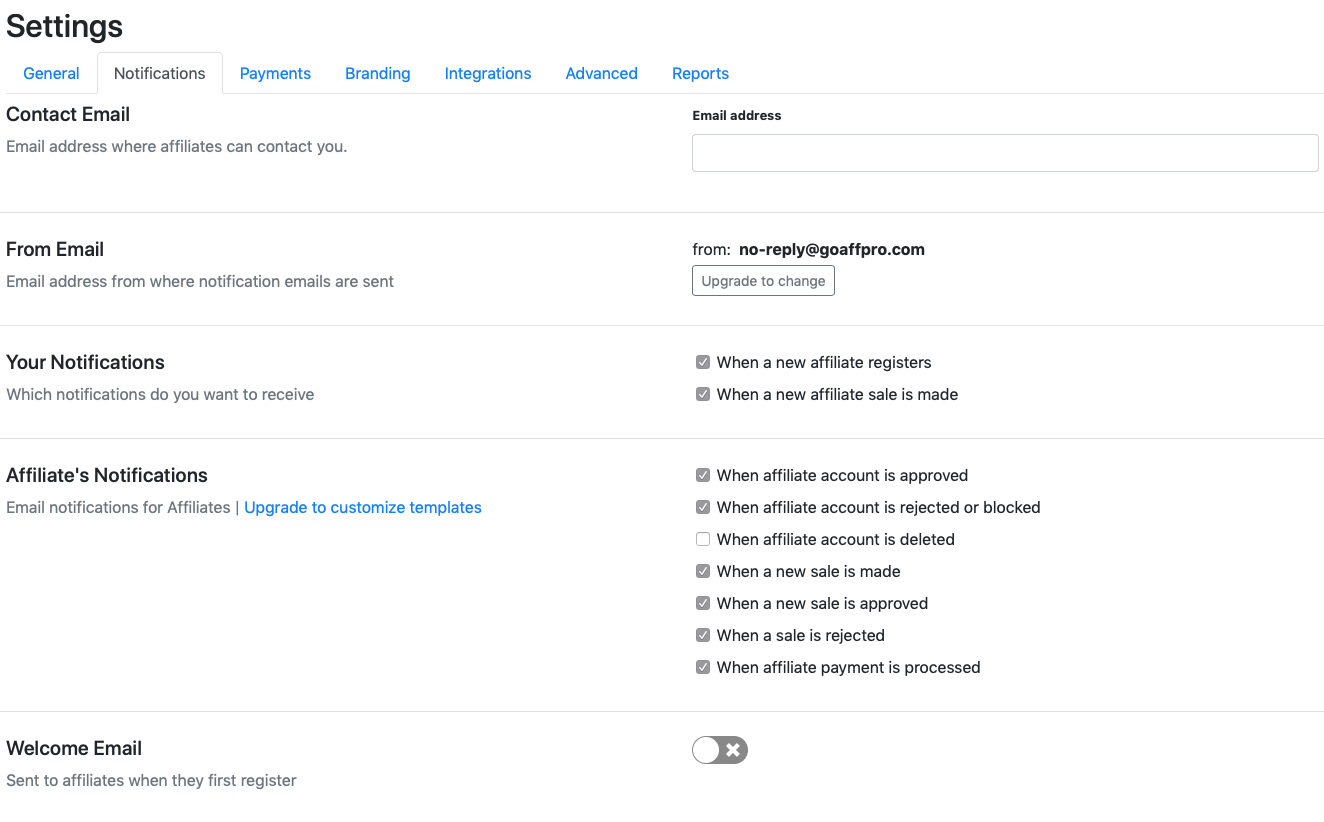 Settings
General Notifications Payments Branding Integrations Advanced Reports
Contact Email
Email address where affiliates can contact you.
Email address
From Email
Email address from where notification emails are sent
from: no-reply@goaffpro.com
Upgrade to change
Your Notifications
Which notifications do you want to receive
When a new affiliate registers
When a new affiliate sale is made
Affiliate's Notifications
Email notifications for Affiliates | Upgrade to customize templates
When affiliate account is approved
When affiliate account is rejected or blocked
When affiliate account is deleted
When a new sale is made
When a new sale is approved
When a sale is rejected
When affiliate payment is processed
Welcome Email
Sent to affiliates when they first register